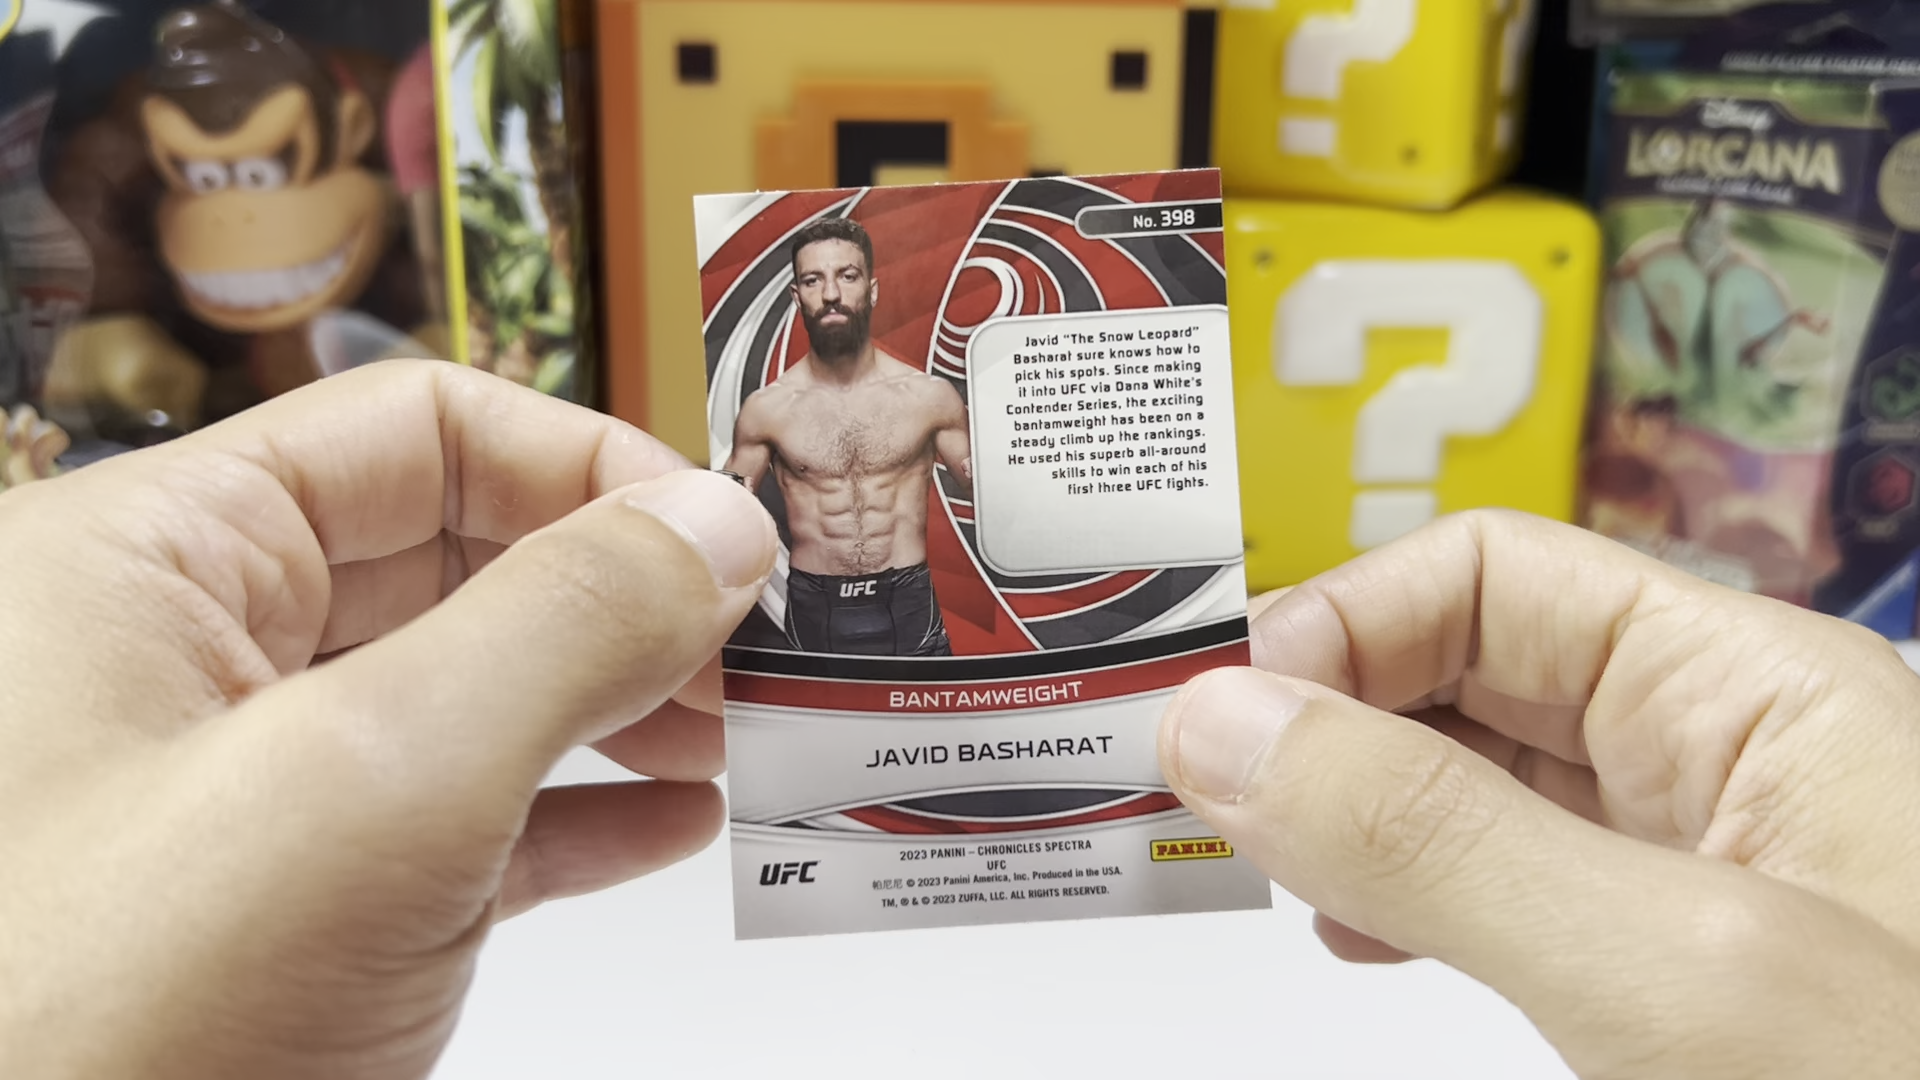 Disney
LORCANA
No. 398
Javid "The Snow Leopard"
Basharat sure knows how to
pick his spots. Since making
it into UFC via Dana White's
Contender Series, the exciting
bantamweight has been on a
steady climb up the rankings.
He used his superb all-around
skills to win each of his
first three UFC fights.
UFC
BANTAMWEIGHT
JAVID BASHARAT
UFC
2023 PANINI – CHRONICLES SPECTRA
UFC
帕尼尼 © 2023 Panini America, Inc. Produced in the USA.
TM, ® & © 2023 ZUFFA, LLC. ALL RIGHTS RESERVED.
PANINI